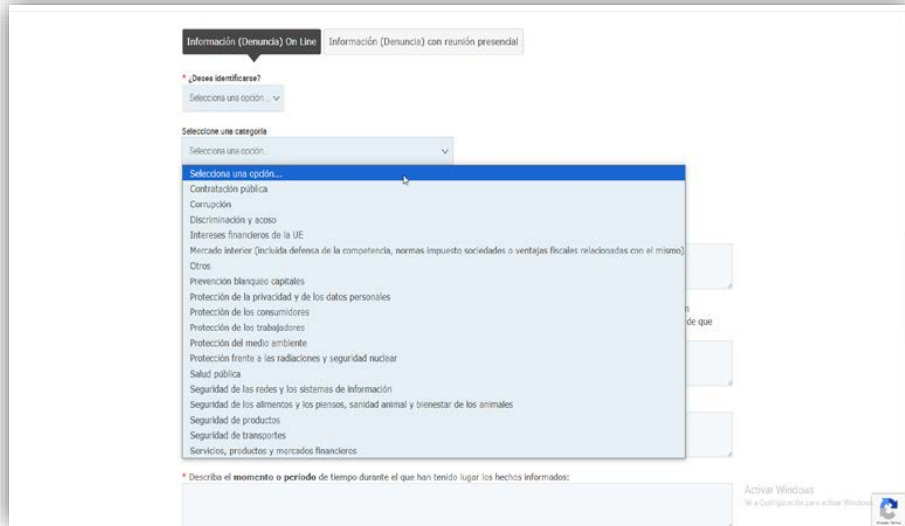 Información (Denuncia) On Line
Información (Denuncia) con reunión presencial
* ¿Desea identificarse?
Selecciona una opción...
Seleccione una categoría
Selecciona una opción...
Selecciona una opción...
Contratación pública
Corrupción
Discriminación y acoso
Intereses financieros de la UE
Mercado interior (incluida defensa de la competencia, normas impuesto sociedades o ventajas fiscales relacionadas con el mismo)
Otros
Prevención blanqueo capitales
Protección de la privacidad y de los datos personales
Protección de los consumidores
n
Protección de los trabajadores
de que
Protección del medio ambiente
Protección frente a las radiaciones y seguridad nuclear
Salud pública
Seguridad de las redes y los sistemas de información
Seguridad de los alimentos y los piensos, sanidad animal y bienestar de los animales
Seguridad de productos
Seguridad de transportes
Servicios, productos y mercados financieros
* Describa el momento o período de tiempo durante el que han tenido lugar los hechos informados:
Activar Windows
Ve a Configuración para activar Windows.